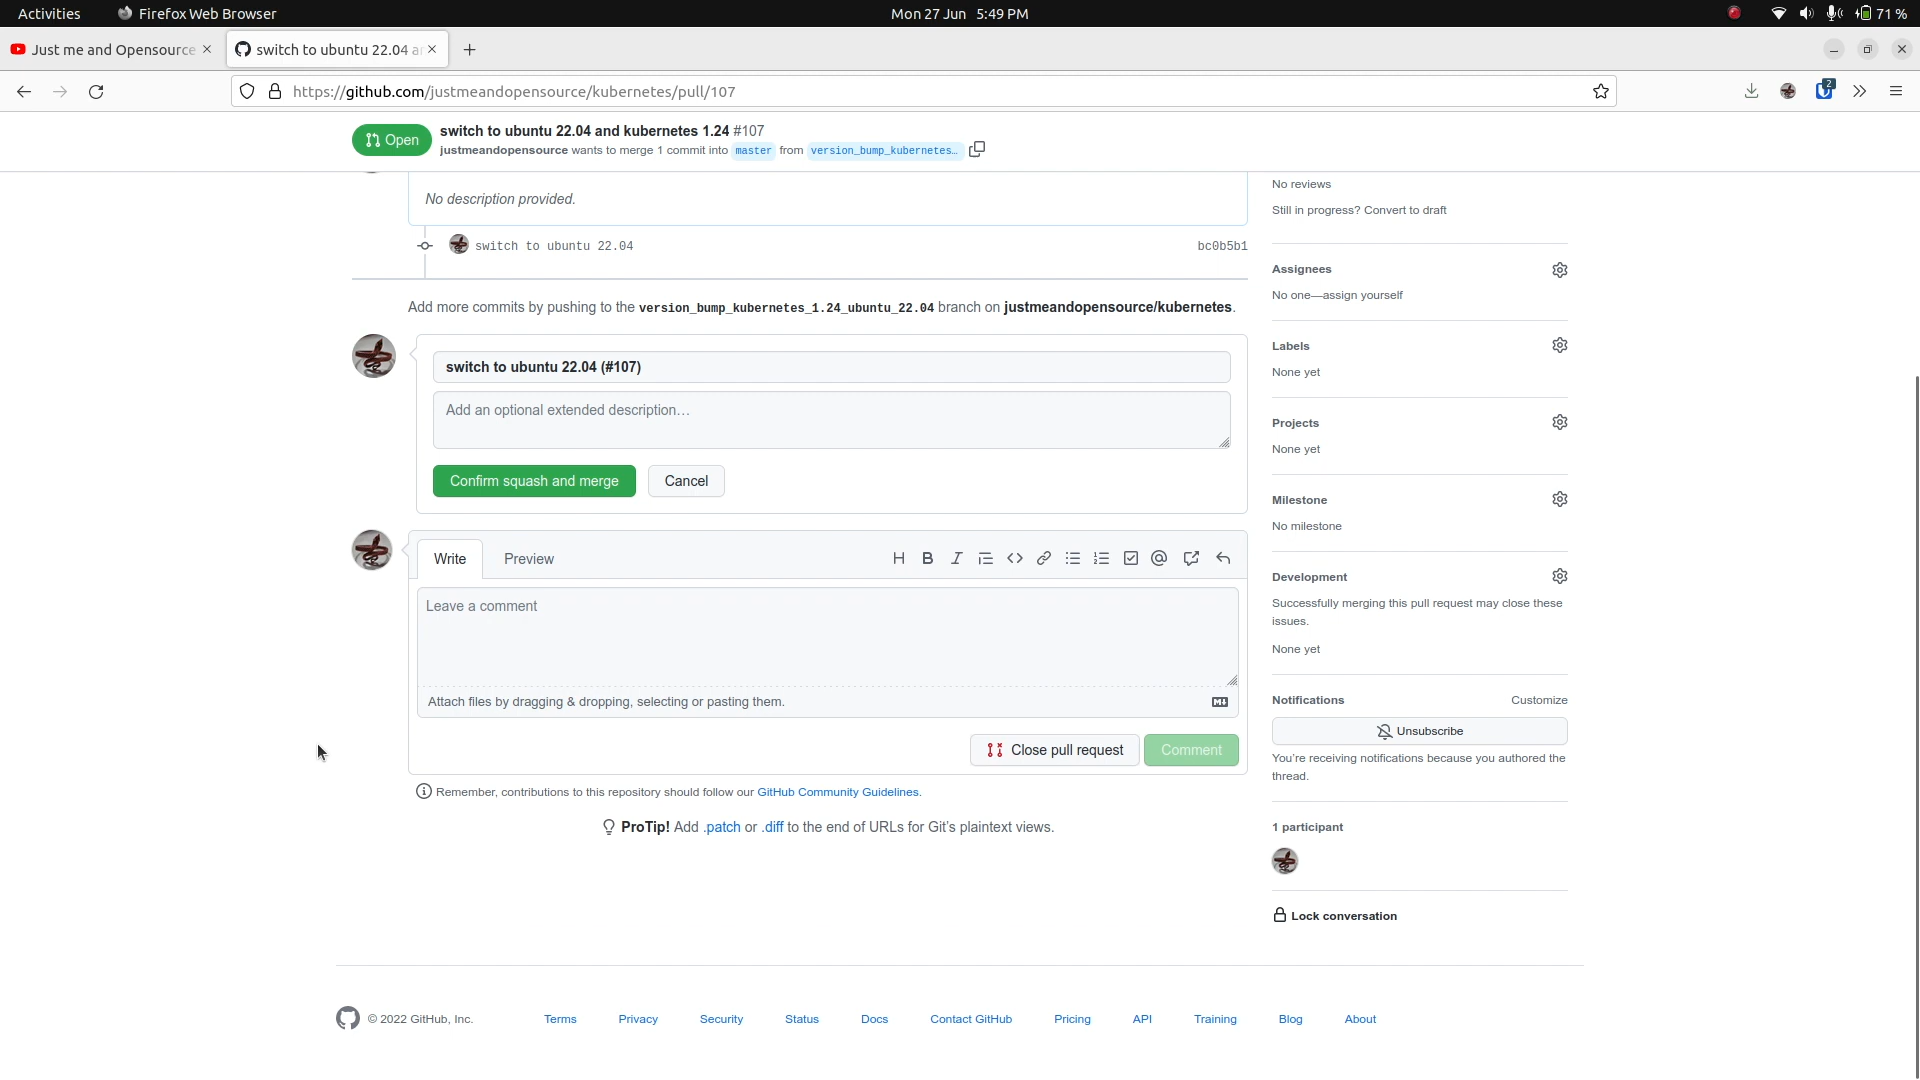 Activities
Firefox Web Browser
Mon 27 Jun 5:49 PM
71 %
Just me and Opensource
switch to ubuntu 22.04 a
https://github.com/justmeandopensource/kubernetes/pull/107
2
Open
switch to ubuntu 22.04 and kubernetes 1.24 #107
justmeandopensource wants to merge 1 commit into master from version_bump_kubernetes…
No description provided.
switch to ubuntu 22.04
bc0b5b1
Add more commits by pushing to the version_bump_kubernetes_1.24_ubuntu_22.04 branch on justmeandopensource/kubernetes.
switch to ubuntu 22.04 (#107)
Add an optional extended description…
Confirm squash and merge
Cancel
Write
Preview
Leave a comment
Attach files by dragging & dropping, selecting or pasting them.
Close pull request
Comment
Remember, contributions to this repository should follow our GitHub Community Guidelines.
ProTip! Add .patch or .diff to the end of URLs for Git's plaintext views.
No reviews
Still in progress? Convert to draft
Assignees
No one—assign yourself
Labels
None yet
Projects
None yet
Milestone
No milestone
Development
Successfully merging this pull request may close these
issues.
None yet
Notifications
Customize
Unsubscribe
You're receiving notifications because you authored the
thread.
1 participant
Lock conversation
© 2022 GitHub, Inc.
Terms
Privacy
Security
Status
Docs
Contact GitHub
Pricing
API
Training
Blog
About